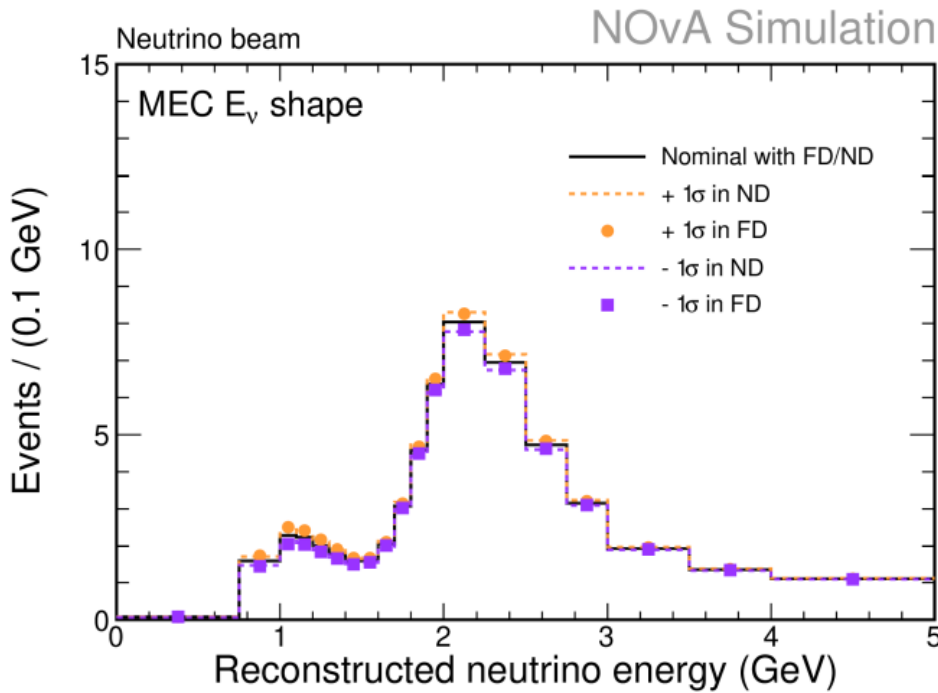 Neutrino beam
NOvA Simulation
MEC Eν shape
Nominal with FD/ND
+ 1σ in ND
+ 1σ in FD
- 1σ in ND
- 1σ in FD
Events / (0.1 GeV)
15
10
5
0
0 1 2 3 4 5
Reconstructed neutrino energy (GeV)